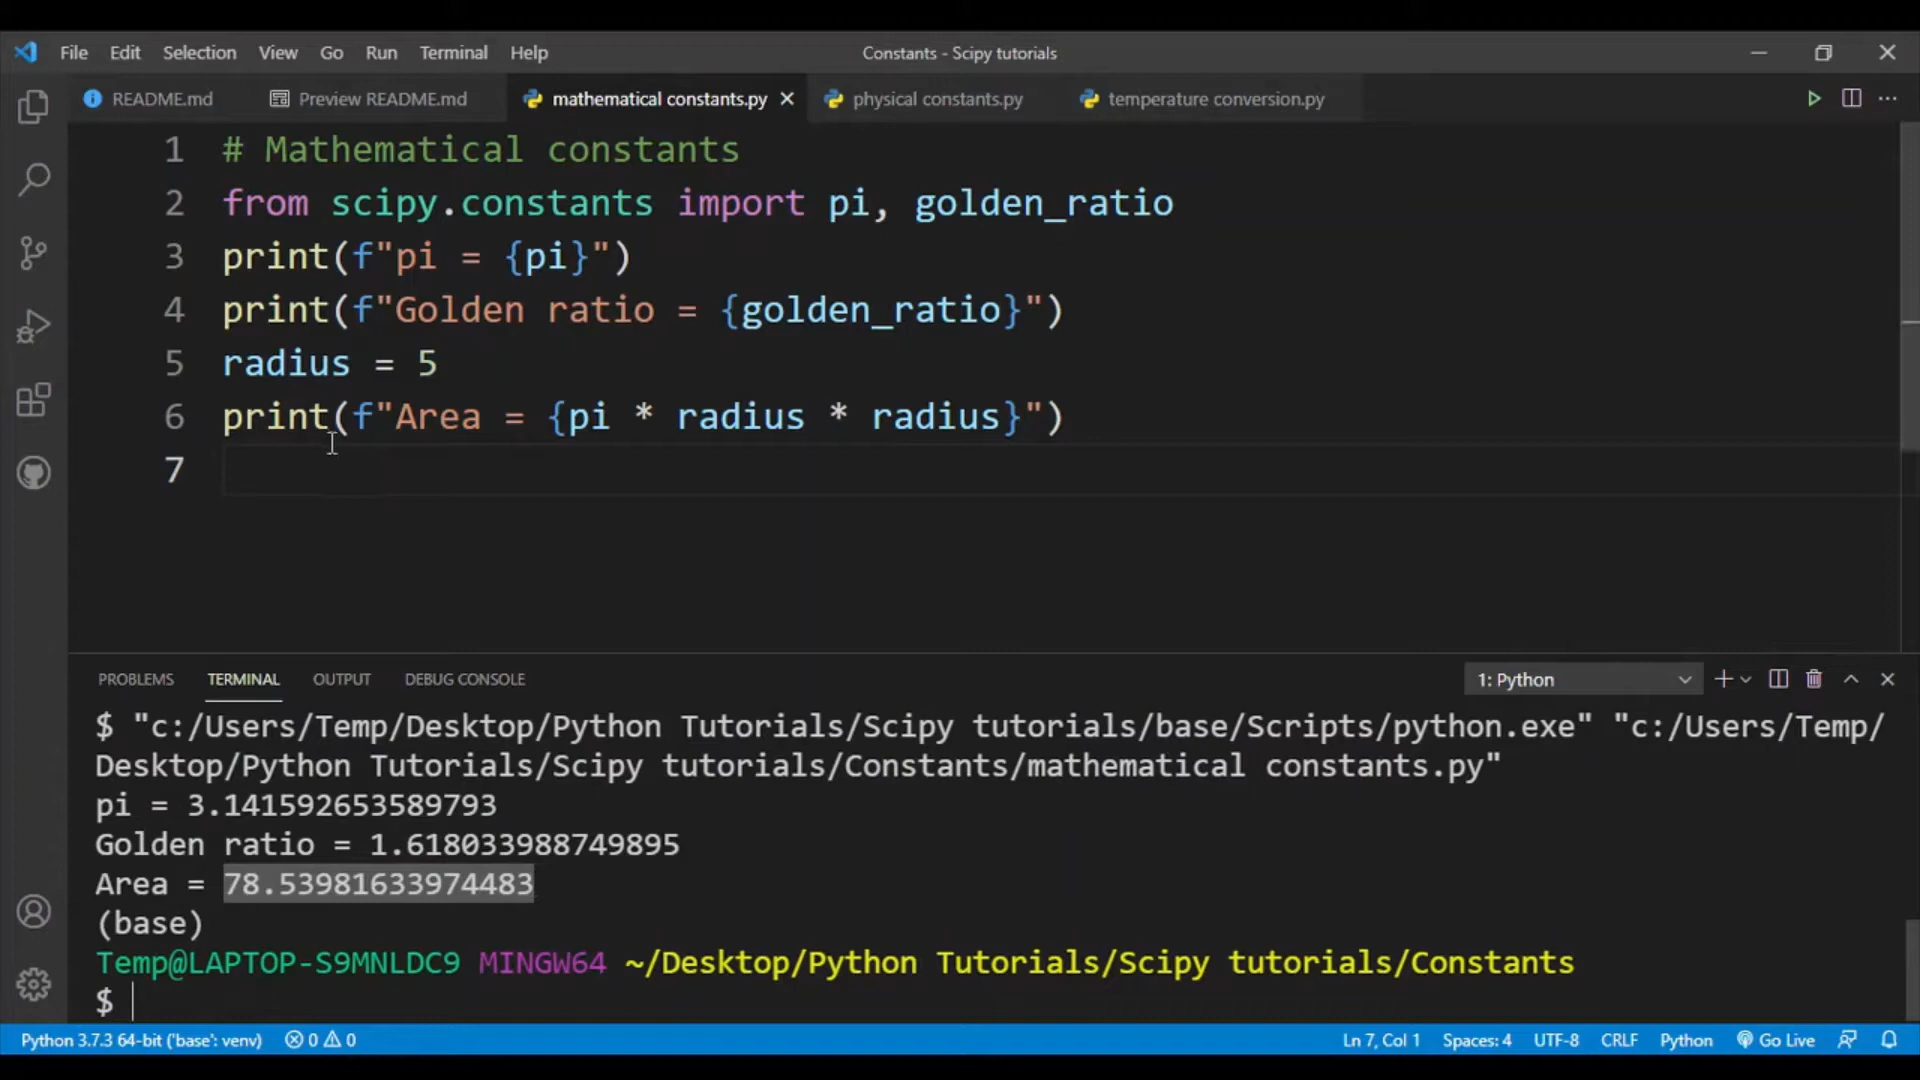 File Edit Selection View Go Run Terminal Help Constants - Scipy tutorials
README.md Preview README.md mathematical constants.py physical constants.py temperature conversion.py
1 # Mathematical constants
2 from scipy.constants import pi, golden_ratio
3 print(f"pi = {pi}")
4 print(f"Golden ratio = {golden_ratio}")
5 radius = 5
6 print(f"Area = {pi * radius * radius}")
7
PROBLEMS TERMINAL OUTPUT DEBUG CONSOLE 1: Python
$ "c:/Users/Temp/Desktop/Python Tutorials/Scipy tutorials/base/Scripts/python.exe" "c:/Users/Temp/
Desktop/Python Tutorials/Scipy tutorials/Constants/mathematical constants.py"
pi = 3.141592653589793
Golden ratio = 1.618033988749895
Area = 78.53981633974483
(base)
Temp@LAPTOP-S9MNLDC9 MINGW64 ~/Desktop/Python Tutorials/Scipy tutorials/Constants
$
Python 3.7.3 64-bit ('base': venv) 0 0 Ln 7, Col 1 Spaces: 4 UTF-8 CRLF Python Go Live